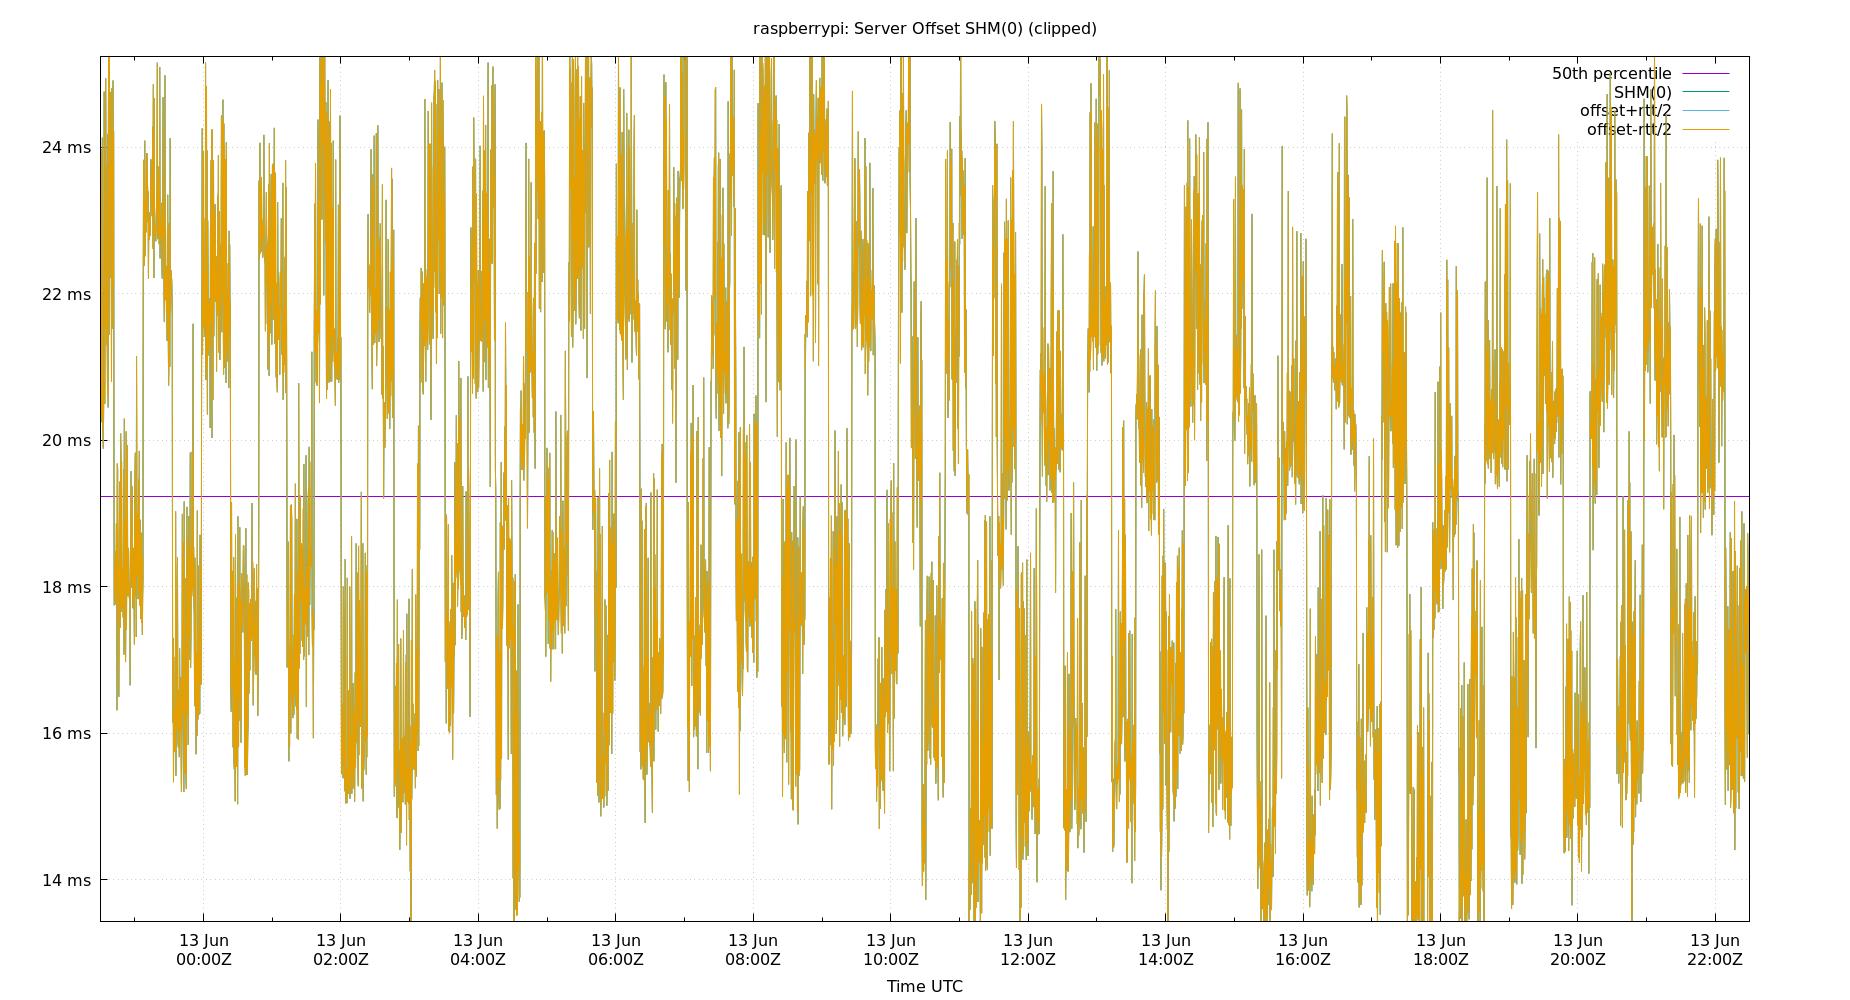 raspberrypi: Server Offset SHM(0) (clipped)
50th percentile
SHM(0)
offset+rtt/2
offset-rtt/2
24 ms
22 ms
20 ms
18 ms
16 ms
14 ms
13 Jun 13 Jun 13 Jun 13 Jun 13 Jun 13 Jun 13 Jun 13 Jun 13 Jun 13 Jun 13 Jun 13 Jun
00:00Z 02:00Z 04:00Z 06:00Z 08:00Z 10:00Z 12:00Z 14:00Z 16:00Z 18:00Z 20:00Z 22:00Z
Time UTC